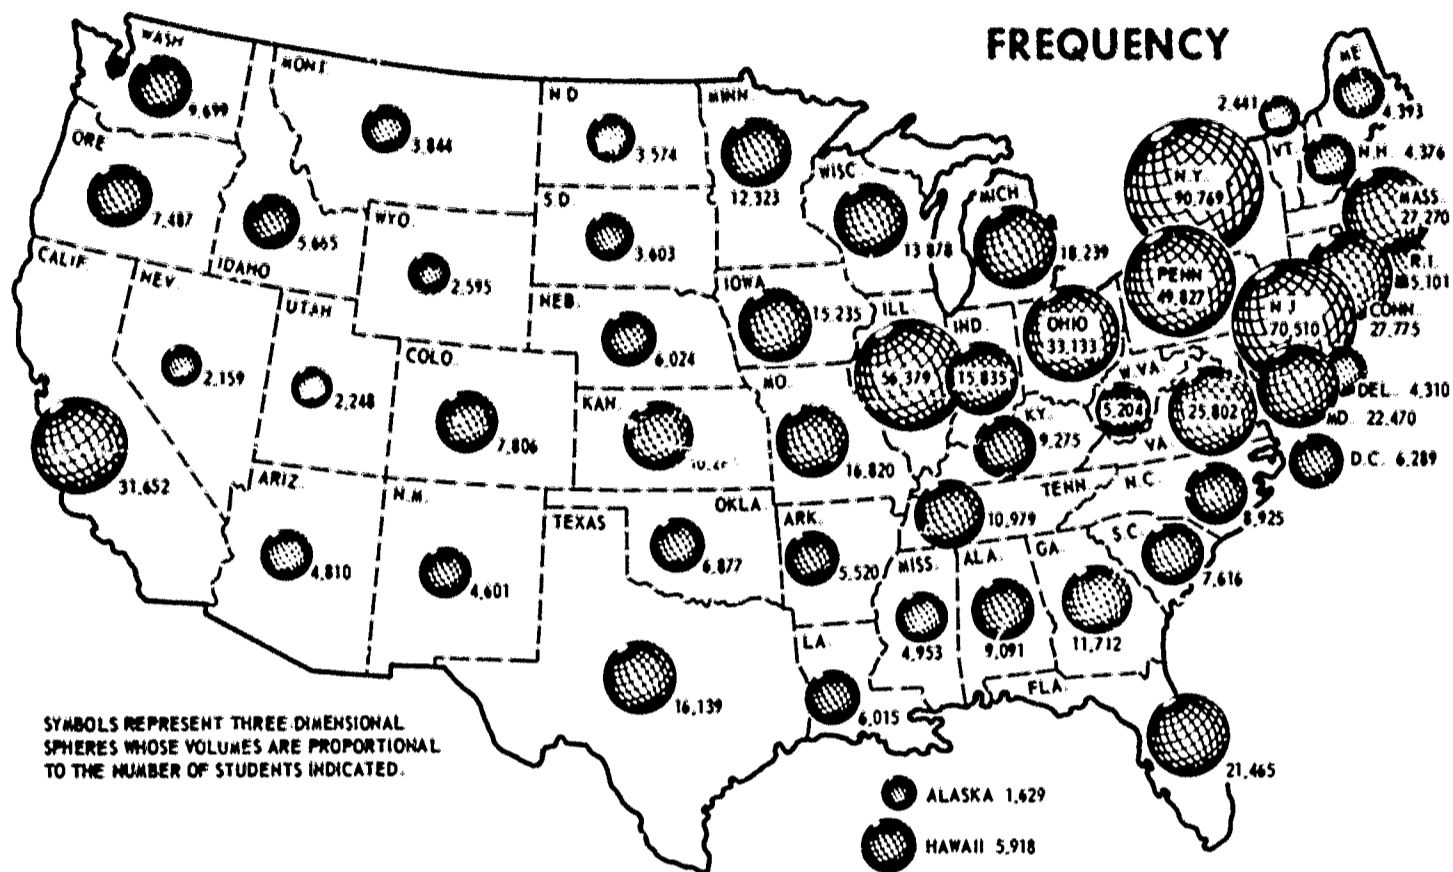 FREQUENCY
WASH
9,699
ORE
7,487
CALIF.
31,652
NEV.
2,159
IDAHO
5,665
MONT.
3,844
WYO.
2,595
UTAH
2,248
COLO.
7,806
ARIZ.
4,810
N.M.
4,601
N.D.
3,574
S.D.
3,603
NEB.
6,024
KAN.
OKLA.
6,877
TEXAS
16,139
MINN.
12,323
IOWA
15,235
MO.
16,820
ARK.
5,520
LA.
6,015
WISC.
13,878
ILL.
56,379
MICH
18,239
IND.
15,835
OHIO
33,133
KY.
9,275
TENN.
10,979
MISS.
4,953
ALA.
9,091
GA.
11,712
FLA.
21,465
S.C.
7,616
N.C.
8,925
VA.
25,802
W.VA.
5,204
PENN
49,827
N.Y.
90,769
N.J.
70,510
VT.
2,441
ME.
4,393
N.H. 4,376
MASS.
27,270
R.I.
5,101
CONN.
27,775
DEL. 4,310
MD. 22,470
D.C. 6,289
SYMBOLS REPRESENT THREE-DIMENSIONAL
SPHERES WHOSE VOLUMES ARE PROPORTIONAL
TO THE NUMBER OF STUDENTS INDICATED.
ALASKA 1,629
HAWAII 5,918